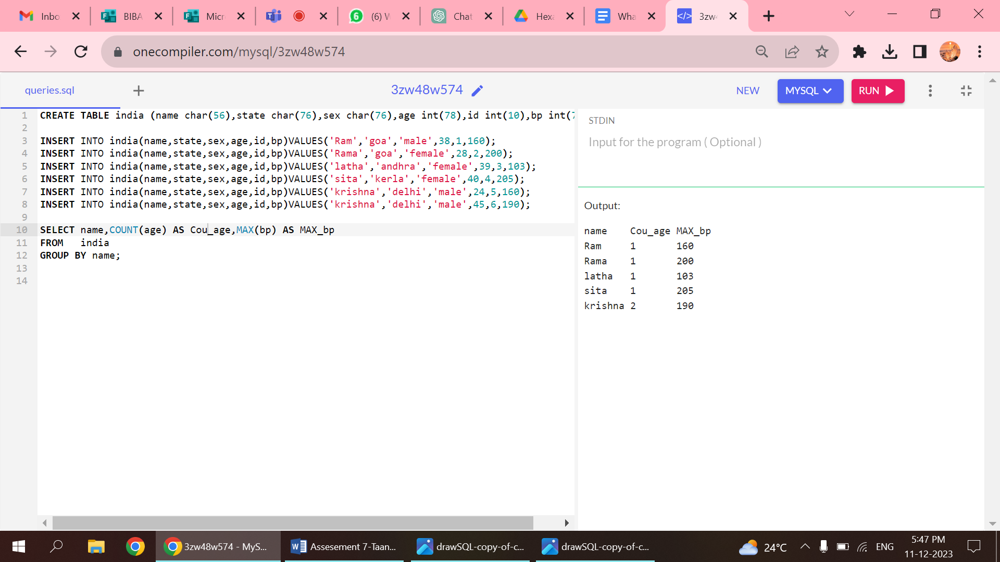 Inbo
BIBA
Micr
(6) W
Chat
Hexa
Wha
3zw4
onecompiler.com/mysql/3zw48w574
queries.sql
3zw48w574
NEW
MYSQL
RUN
1 CREATE TABLE india (name char(56),state char(76),sex char(76),age int(78),id int(10),bp int(7
2
3 INSERT INTO india(name,state,sex,age,id,bp)VALUES('Ram','goa','male',38,1,160);
4 INSERT INTO india(name,state,sex,age,id,bp)VALUES('Rama','goa','female',28,2,200);
5 INSERT INTO india(name,state,sex,age,id,bp)VALUES('latha','andhra','female',39,3,103);
6 INSERT INTO india(name,state,sex,age,id,bp)VALUES('sita','kerla','female',40,4,205);
7 INSERT INTO india(name,state,sex,age,id,bp)VALUES('krishna','delhi','male',24,5,160);
8 INSERT INTO india(name,state,sex,age,id,bp)VALUES('krishna','delhi','male',45,6,190);
9
10 SELECT name,COUNT(age) AS Cou_age,MAX(bp) AS MAX_bp
11 FROM   india
12 GROUP BY name;
13
14
STDIN
Input for the program ( Optional )
Output:
name    Cou_age MAX_bp
Ram     1       160
Rama    1       200
latha   1       103
sita    1       205
krishna 2       190
3zw48w574 - MyS...
Assesement 7-Taan...
drawSQL-copy-of-c...
drawSQL-copy-of-c...
24°C
ENG
5:47 PM
11-12-2023